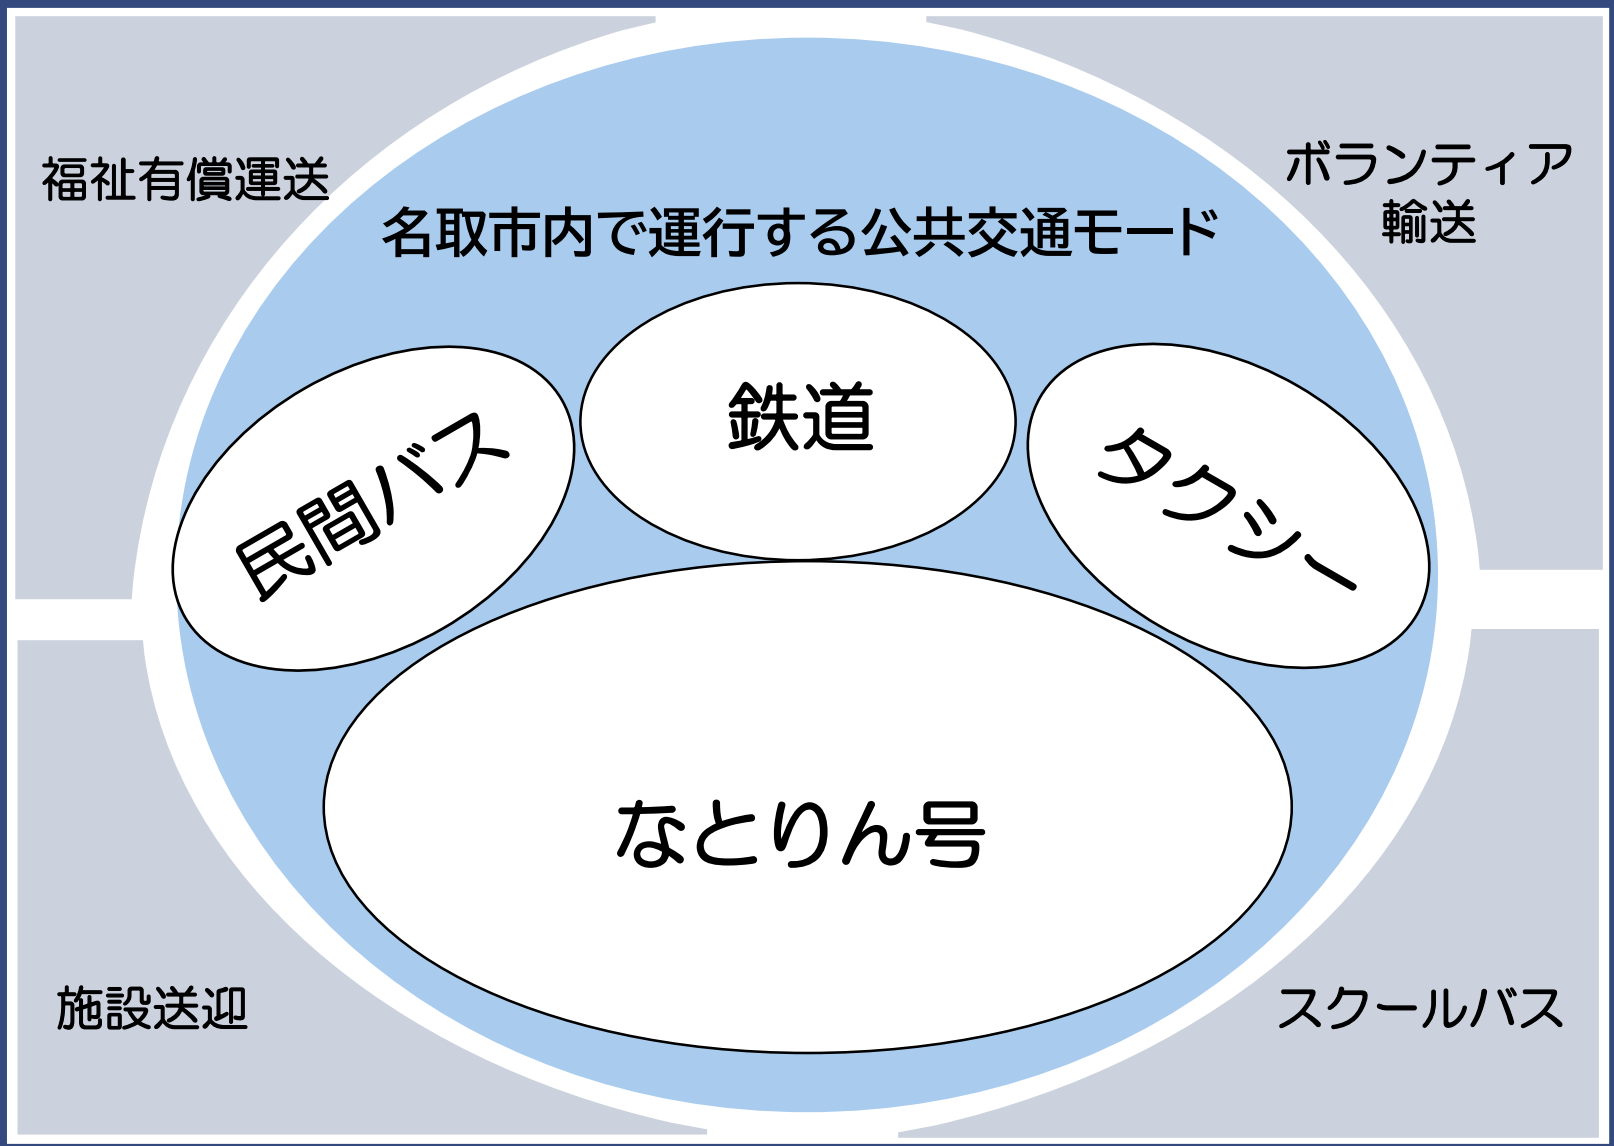 福祉有償運送
ボランティア
輸送
名取市内で運行する公共交通モード
民間バス
鉄道
タクシー
なとりん号
施設送迎
スクールバス